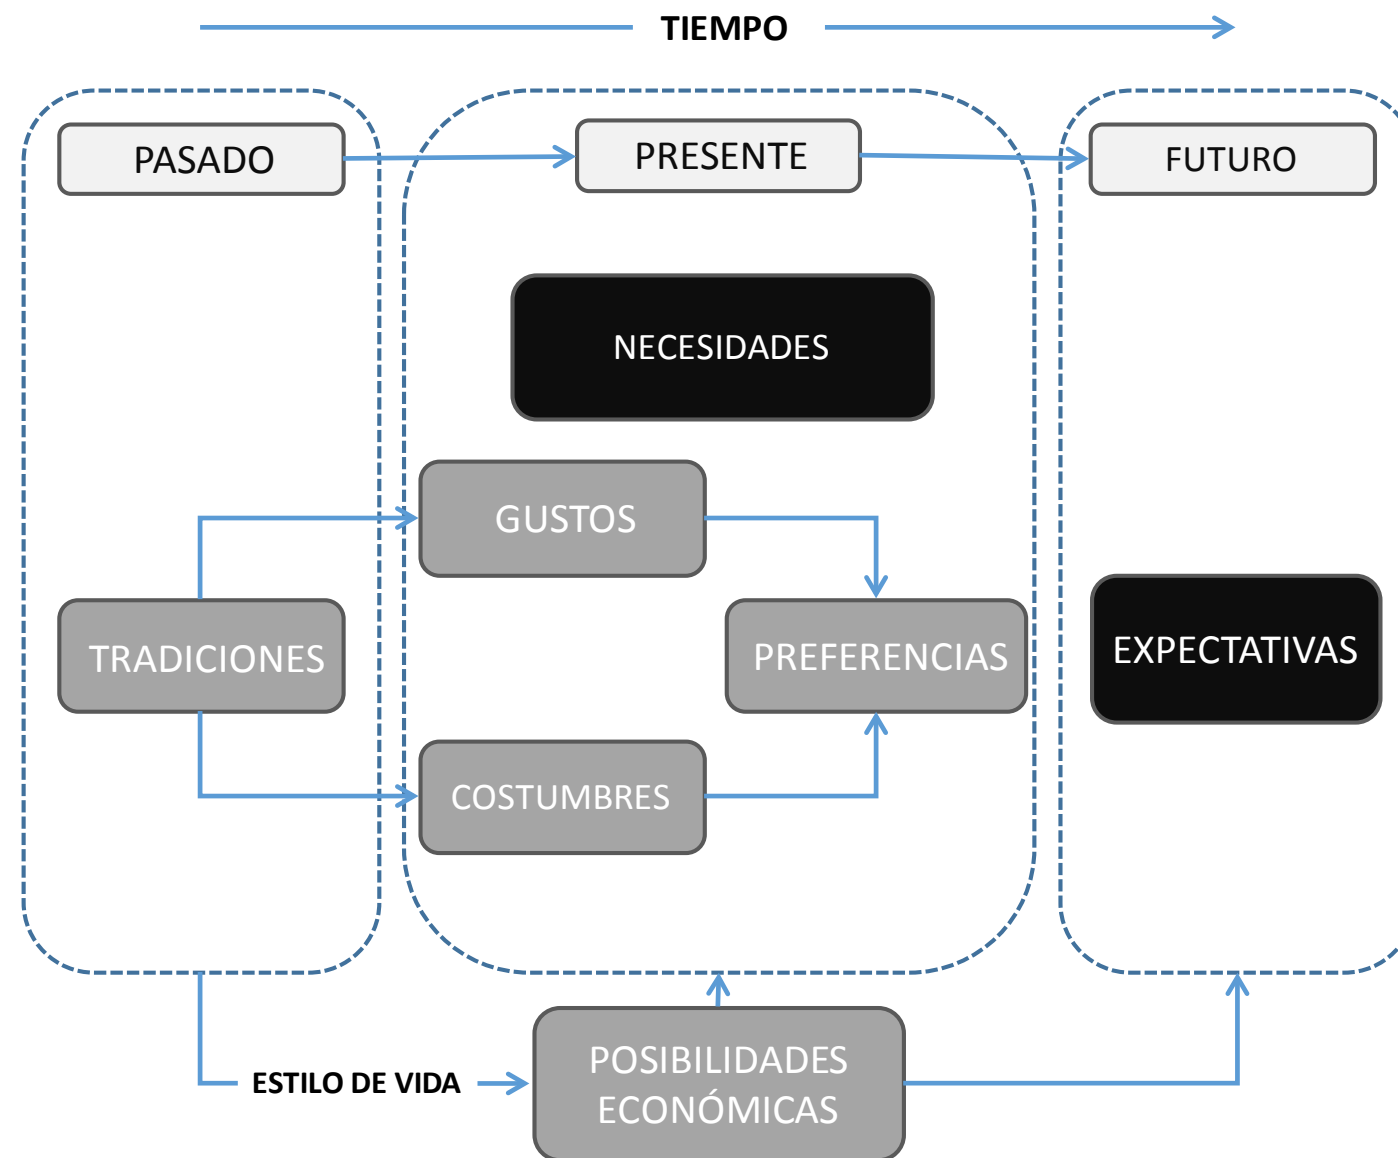 TIEMPO
PASADO
PRESENTE
FUTURO
NECESIDADES
GUSTOS
TRADICIONES
PREFERENCIAS
EXPECTATIVAS
COSTUMBRES
ESTILO DE VIDA
POSIBILIDADES
ECONÓMICAS